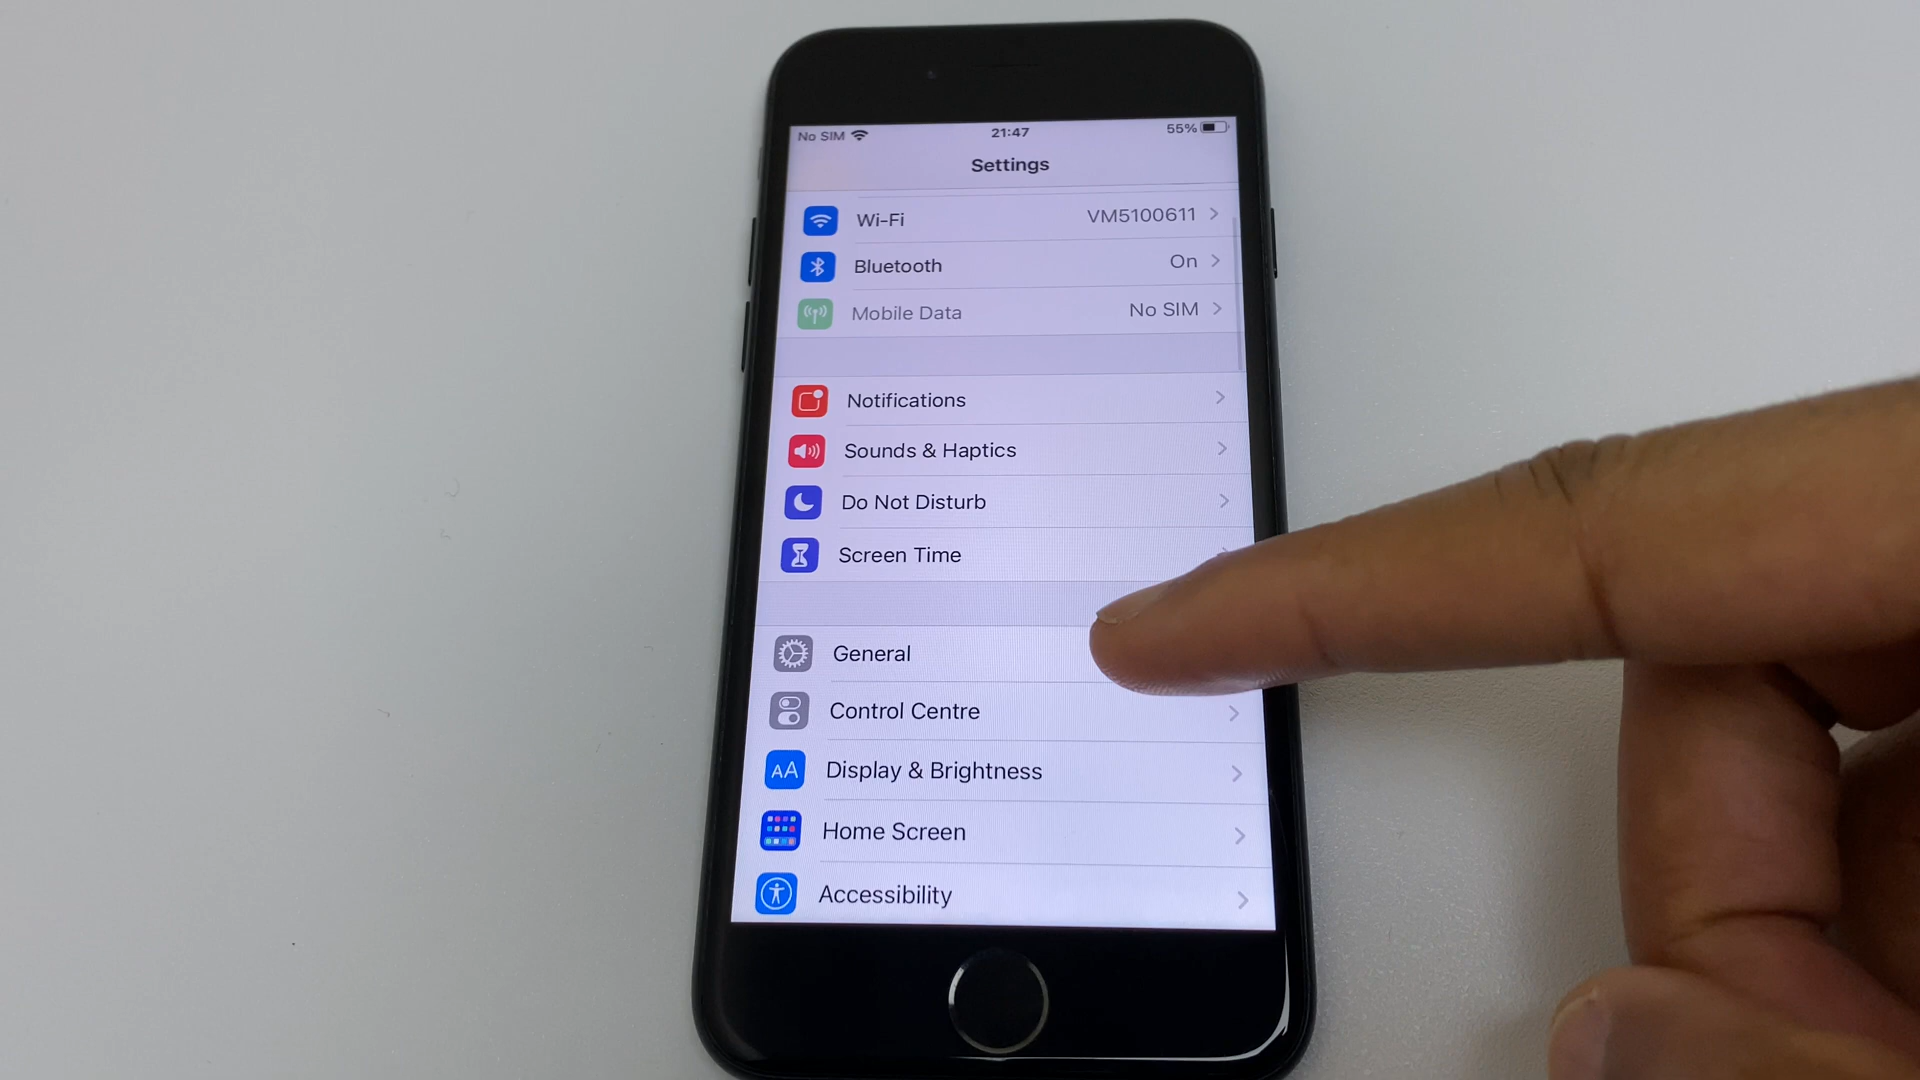 No SIM 21:47 55%
Settings
Wi-Fi VM5100611
Bluetooth On
Mobile Data No SIM
Notifications
Sounds & Haptics
Do Not Disturb
Screen Time
General
Control Centre
AA Display & Brightness
Home Screen
Accessibility